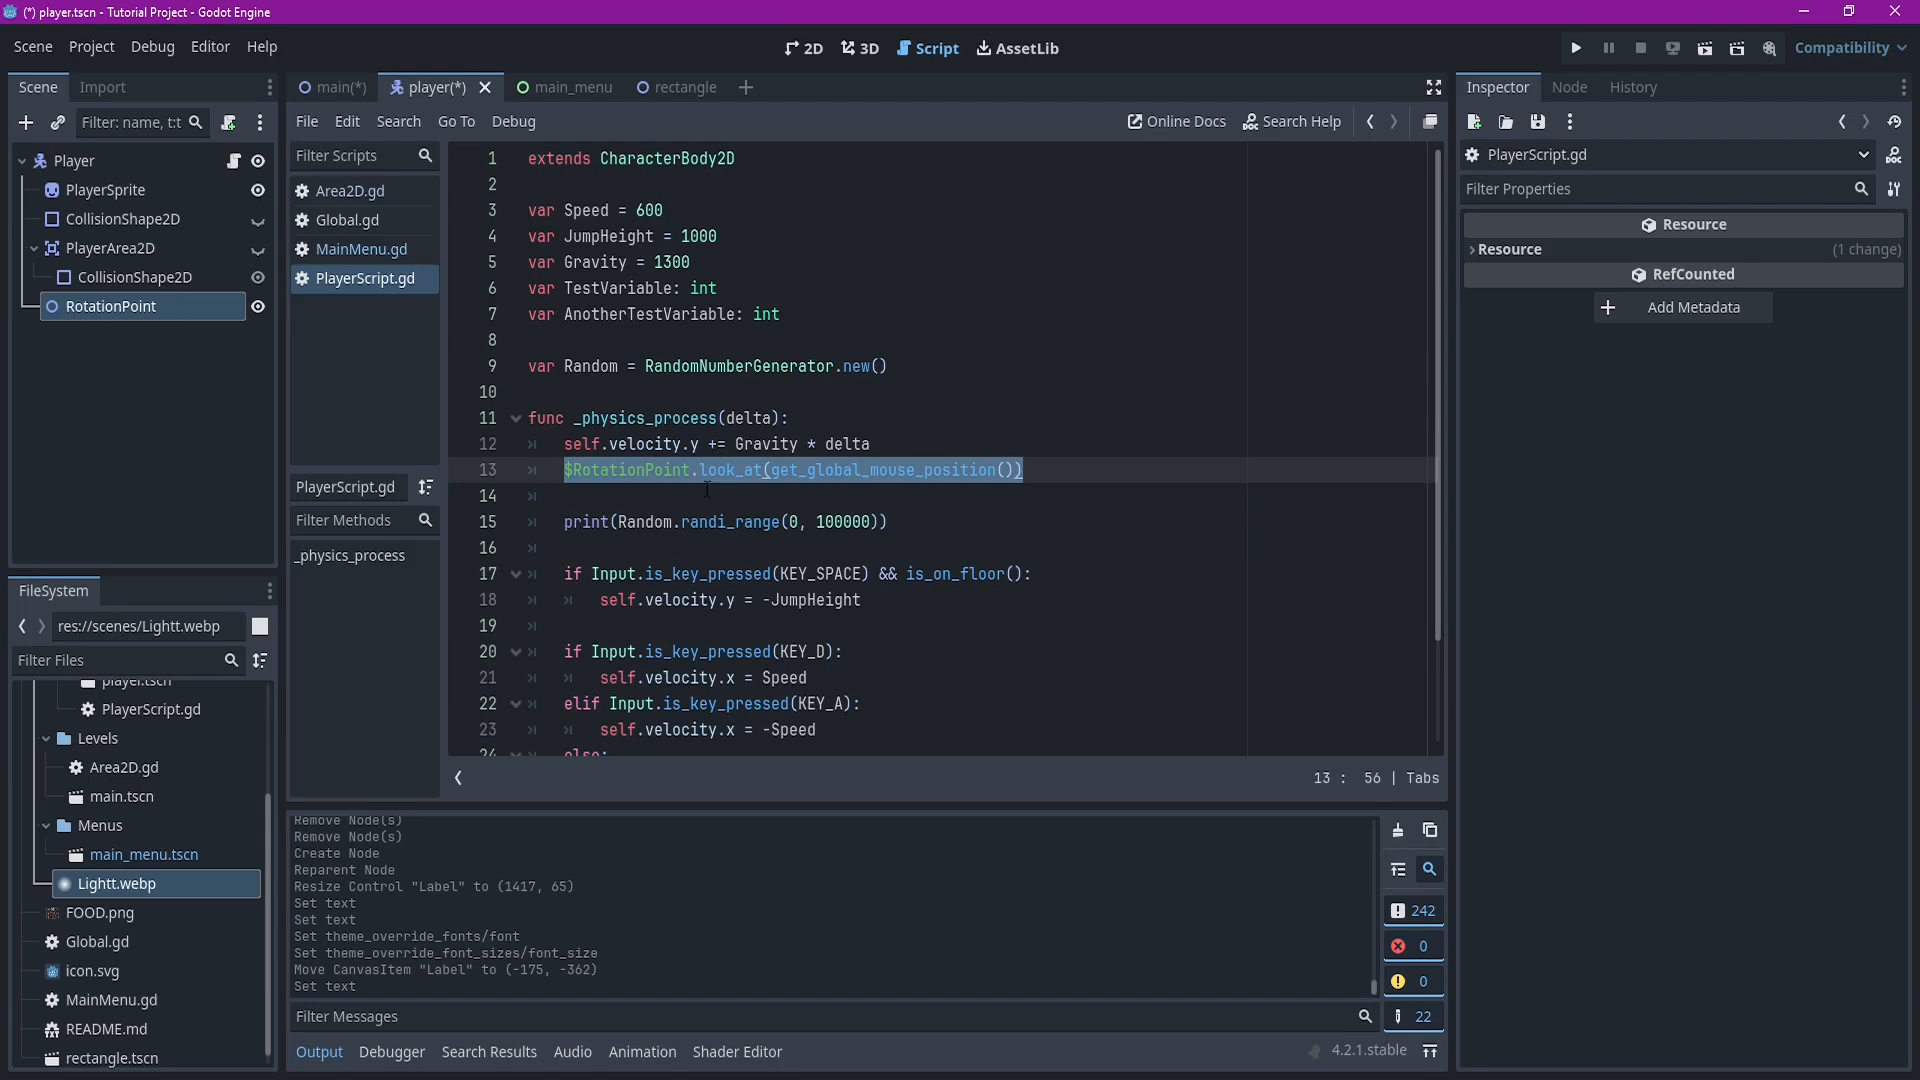 (*) player.tscn - Tutorial Project - Godot Engine
Scene Project Debug Editor Help
2D 3D Script AssetLib
Compatibility
Scene Import
main(*) player(*) main_menu rectangle
Inspector Node History
Filter: name, t:t
File Edit Search Go To Debug
Online Docs Search Help
Player
PlayerSprite
CollisionShape2D
PlayerArea2D
CollisionShape2D
RotationPoint
Filter Scripts
Area2D.gd
Global.gd
MainMenu.gd
PlayerScript.gd
PlayerScript.gd
Filter Methods
_physics_process
1 extends CharacterBody2D
2
3 var Speed = 600
4 var JumpHeight = 1000
5 var Gravity = 1300
6 var TestVariable: int
7 var AnotherTestVariable: int
8
9 var Random = RandomNumberGenerator.new()
10
11 func _physics_process(delta):
12 self.velocity.y += Gravity * delta
13 $RotationPoint.look_at(get_global_mouse_position())
14
15 print(Random.randi_range(0, 100000))
16
17 if Input.is_key_pressed(KEY_SPACE) && is_on_floor():
18 self.velocity.y = -JumpHeight
19
20 if Input.is_key_pressed(KEY_D):
21 self.velocity.x = Speed
22 elif Input.is_key_pressed(KEY_A):
23 self.velocity.x = -Speed
24 else:
13 : 56 | Tabs
PlayerScript.gd
Filter Properties
Resource
Resource (1 change)
RefCounted
Add Metadata
FileSystem
res://scenes/Lightt.webp
Filter Files
player.tscn
PlayerScript.gd
Levels
Area2D.gd
main.tscn
Menus
main_menu.tscn
Lightt.webp
FOOD.png
Global.gd
icon.svg
MainMenu.gd
README.md
rectangle.tscn
Remove Node(s)
Remove Node(s)
Create Node
Reparent Node
Resize Control "Label" to (1417, 65)
Set text
Set text
Set theme_override_fonts/font
Set theme_override_font_sizes/font_size
Move CanvasItem "Label" to (-175, -362)
Set text
242
0
0
22
Filter Messages
Output Debugger Search Results Audio Animation Shader Editor
4.2.1.stable